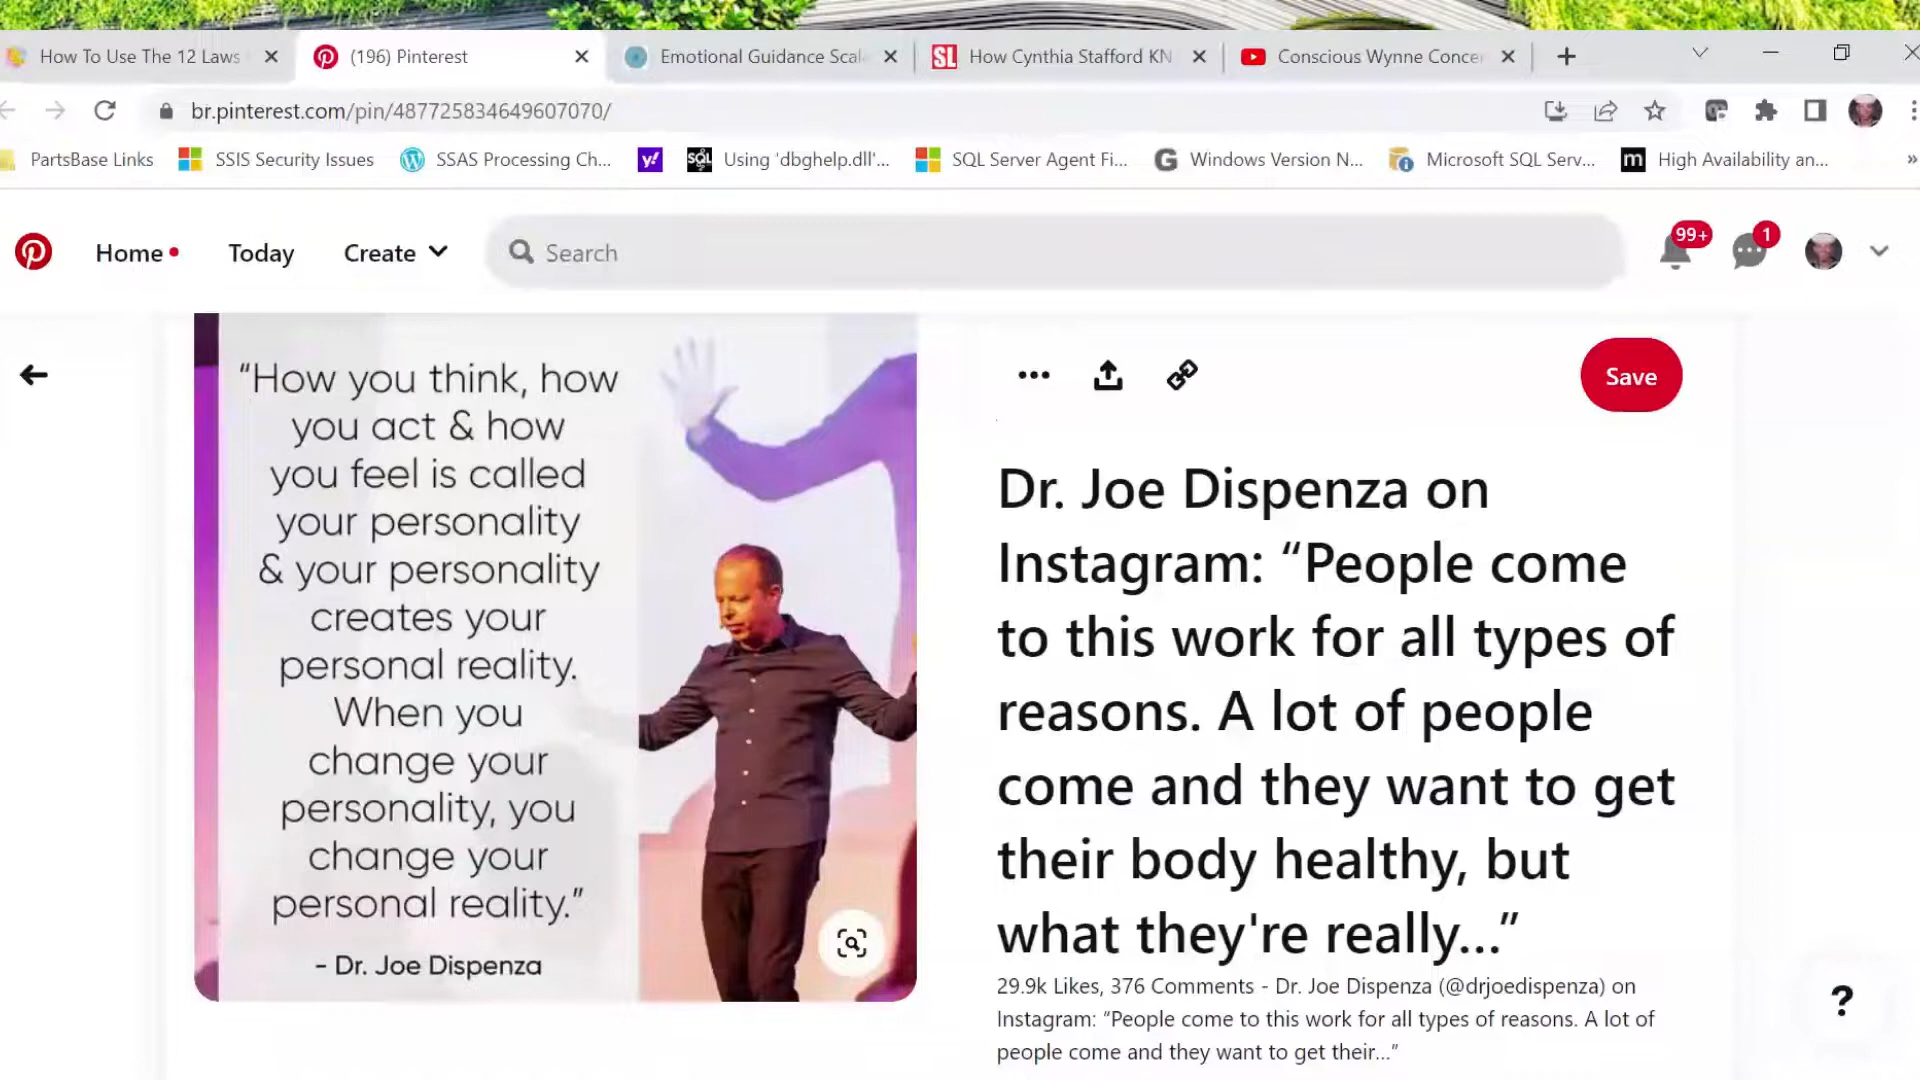 How To Use The 12 Laws
(196) Pinterest
Emotional Guidance Scal
SL
How Cynthia Stafford KN
Conscious Wynne Concer
br.pinterest.com/pin/487725834649607070/
PartsBase Links
SSIS Security Issues
SSAS Processing Ch...
y!
SQL
Using 'dbghelp.dll'...
SQL Server Agent Fi...
G
Windows Version N...
Microsoft SQL Serv...
m
High Availability an...
»
Home
Today
Create
Search
99+
1
“How you think, how
you act & how
you feel is called
your personality
& your personality
creates your
personal reality.
When you
change your
personality, you
change your
personal reality.”
- Dr. Joe Dispenza
Save
Dr. Joe Dispenza on
Instagram: “People come
to this work for all types of
reasons. A lot of people
come and they want to get
their body healthy, but
what they're really...”
29.9k Likes, 376 Comments - Dr. Joe Dispenza (@drjoedispenza) on
Instagram: “People come to this work for all types of reasons. A lot of
people come and they want to get their...”
?